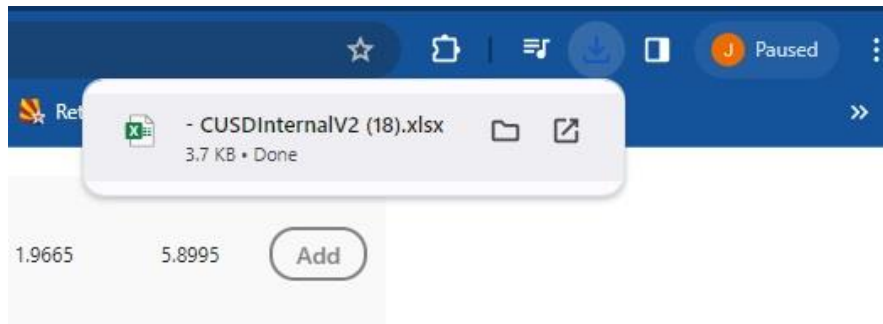 J Paused
Ret
- CUSDInternalV2 (18).xlsx
3.7 KB • Done
1.9665 5.8995 Add